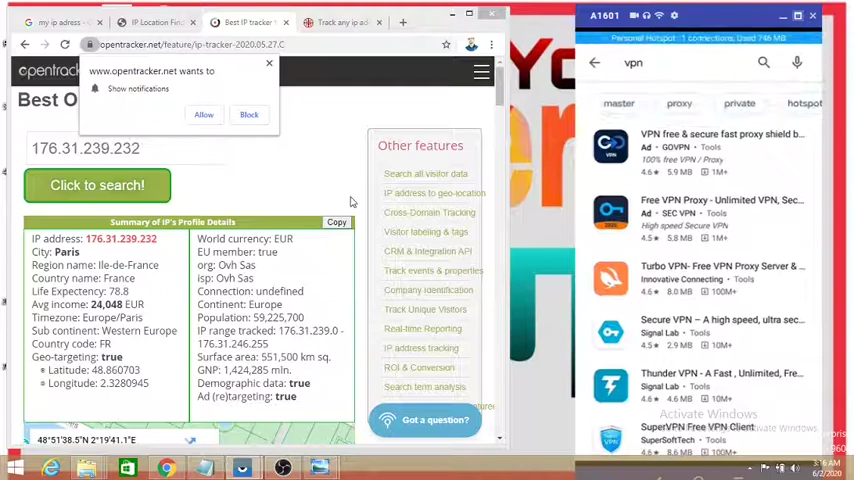 my ip adress -
IP Location Fin
Best IP tracker
Track any ip ad
opentracker.net/feature/ip-tracker-2020.05.27.C
opentrack
www.opentracker.net wants to
Show notifications
Allow
Block
Best O
176.31.239.232
Click to search!
Summary of IP's Profile Details
Copy
IP address: 176.31.239.232
City: Paris
Region name: Ile-de-France
Country name: France
Life Expectency: 78.8
Avg income: 24,048 EUR
Timezone: Europe/Paris
Sub continent: Western Europe
Country code: FR
Geo-targeting: true
Latitude: 48.860703
Longitude: 2.3280945
World currency: EUR
EU member: true
org: Ovh Sas
isp: Ovh Sas
Connection: undefined
Continent: Europe
Population: 59,225,700
IP range tracked: 176.31.239.0 -
176.31.246.255
Surface area: 551,500 km sq.
GNP: 1,424,285 mln.
Demographic data: true
Ad (re)targeting: true
48°51'38.5"N 2°19'41.1"E
Other features
Search all visitor data
IP address to geo-location
Cross-Domain Tracking
Visitor labeling & tags
CRM & Integration API
Track events & properties
Company Identification
Track Unique Visitors
Real-time Reporting
IP address tracking
ROI & Conversion
Search term analysis
Got a question?
A1601
Personal Hotspot : 1 connections, Used 746 MB
vpn
master
proxy
private
hotspot
VPN free & secure fast proxy shield b...
Ad • GOVPN • Tools
100% free VPN / Proxy
4.6★ 5.9 MB 1M+
Free VPN Proxy - Unlimited VPN, Sec...
Ad • SEC VPN • Tools
High speed Secure VPN
4.5★ 5.8 MB 1M+
Turbo VPN- Free VPN Proxy Server & ...
Innovative Connecting • Tools
4.6★ 8.0 MB 100M+
Secure VPN – A high speed, ultra sec...
Signal Lab • Tools
4.5★ 2.9 MB 10M+
Thunder VPN - A Fast , Unlimited, Fre...
Signal Lab • Tools
4.6★ 4.6 MB 10M+
SuperVPN Free VPN Client
SuperSoftTech • Tools
Activate Windows
3:16 AM
6/2/2020